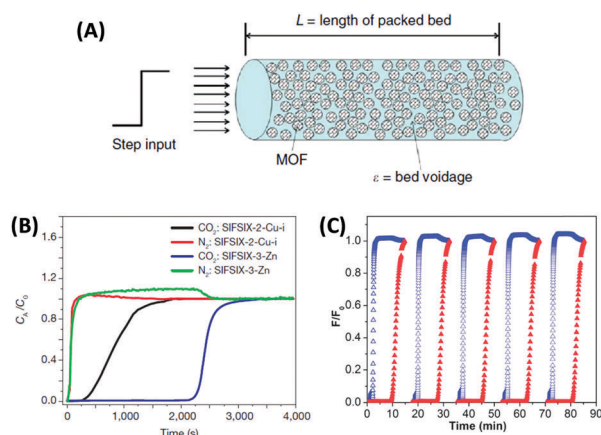 (A)
L = length of packed bed
Step input
MOF
ε = bed voidage
(B)
CO₂: SIFSIX-2-Cu-i
N₂: SIFSIX-2-Cu-i
CO₂: SIFSIX-3-Zn
N₂: SIFSIX-3-Zn
C_A/C_0
1.6
1.2
0.8
0.4
0
0 1,000 2,000 3,000 4,000
Time (s)
(C)
F/F₀
1.0
0.8
0.6
0.4
0.2
0.0
0 10 20 30 40 50 60 70 80 90
Time (min)